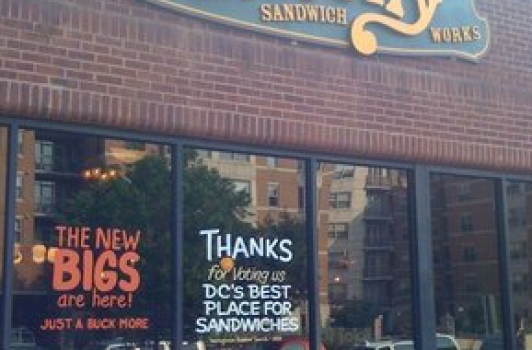 SANDWICH
WORKS
THE NEW
BIGS
are here!
JUST A BUCK MORE
THANKS
for Voting us
DC'S BEST
PLACE FOR
SANDWICHES